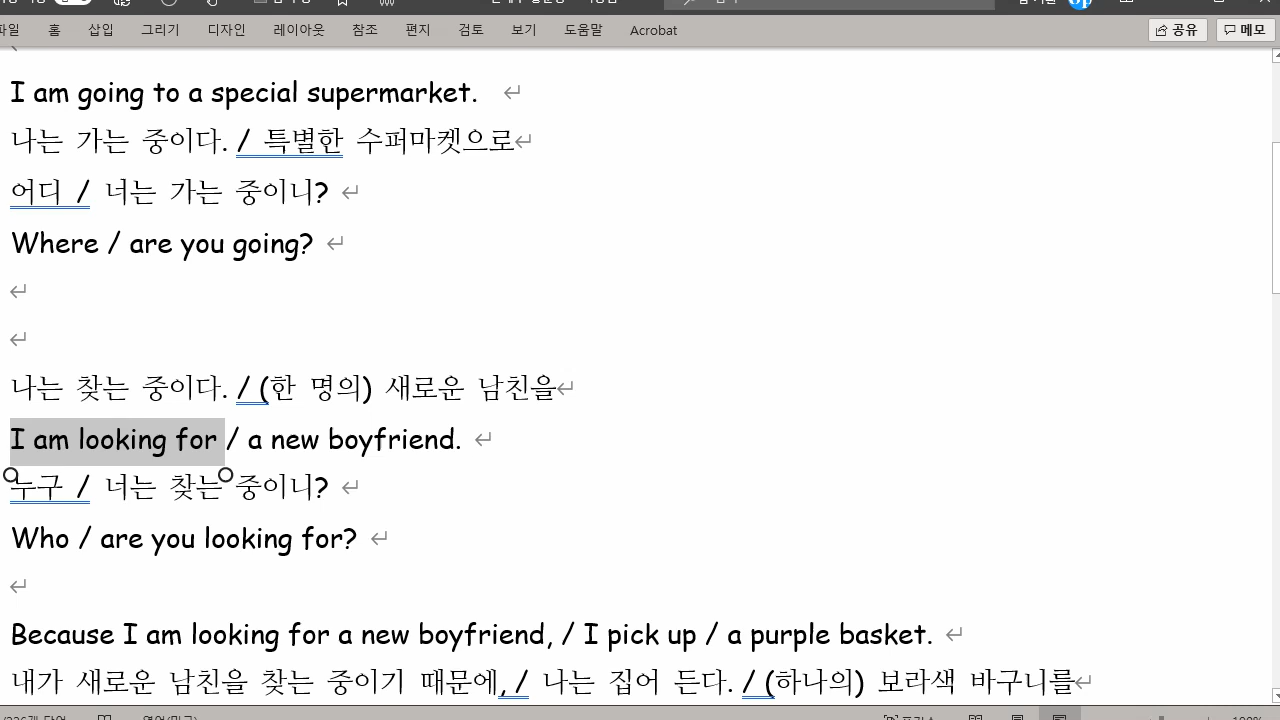 홈 삽입 그리기 디자인 레이아웃 참조 편지 검토 보기 도움말 Acrobat 공유 메모
I am going to a special supermarket.
나는 가는 중이다. / 특별한 수퍼마켓으로
어디 / 너는 가는 중이니?
Where / are you going?
나는 찾는 중이다. / (한 명의) 새로운 남친을
I am looking for / a new boyfriend.
누구 / 너는 찾는 중이니?
Who / are you looking for?
Because I am looking for a new boyfriend, / I pick up / a purple basket.
내가 새로운 남친을 찾는 중이기 때문에, / 나는 집어 든다. / (하나의) 보라색 바구니를